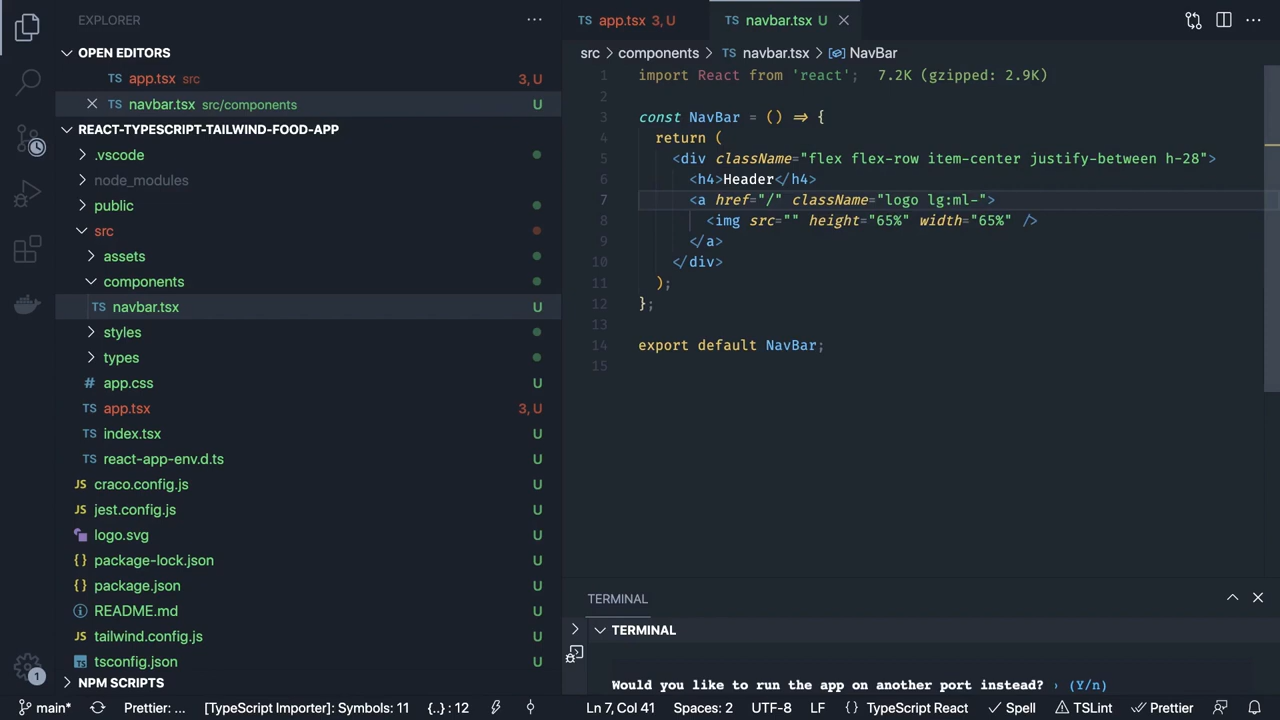 EXPLORER
OPEN EDITORS
TS app.tsx src 3, U
TS navbar.tsx src/components U
REACT-TYPESCRIPT-TAILWIND-FOOD-APP
.vscode
node_modules
public
src
assets
components
TS navbar.tsx U
styles
types
# app.css U
TS app.tsx 3, U
TS index.tsx U
TS react-app-env.d.ts U
JS craco.config.js U
JS jest.config.js U
logo.svg U
{} package-lock.json U
{} package.json U
README.md U
JS tailwind.config.js U
TS tsconfig.json U
NPM SCRIPTS
1
TS app.tsx 3, U
TS navbar.tsx U
src > components > TS navbar.tsx > NavBar
1 import React from 'react'; 7.2K (gzipped: 2.9K)
2
3 const NavBar = () => {
4 return (
5 <div className="flex flex-row item-center justify-between h-28">
6 <h4>Header</h4>
7 <a href="/" className="logo lg:ml-">
8 <img src="" height="65%" width="65%" />
9 </a>
10 </div>
11 );
12 };
13
14 export default NavBar;
15
TERMINAL
TERMINAL
Would you like to run the app on another port instead? › (Y/n)
main* Prettier: ... [TypeScript Importer]: Symbols: 11 {..} : 12 Ln 7, Col 41 Spaces: 2 UTF-8 LF {} TypeScript React Spell TSLint Prettier